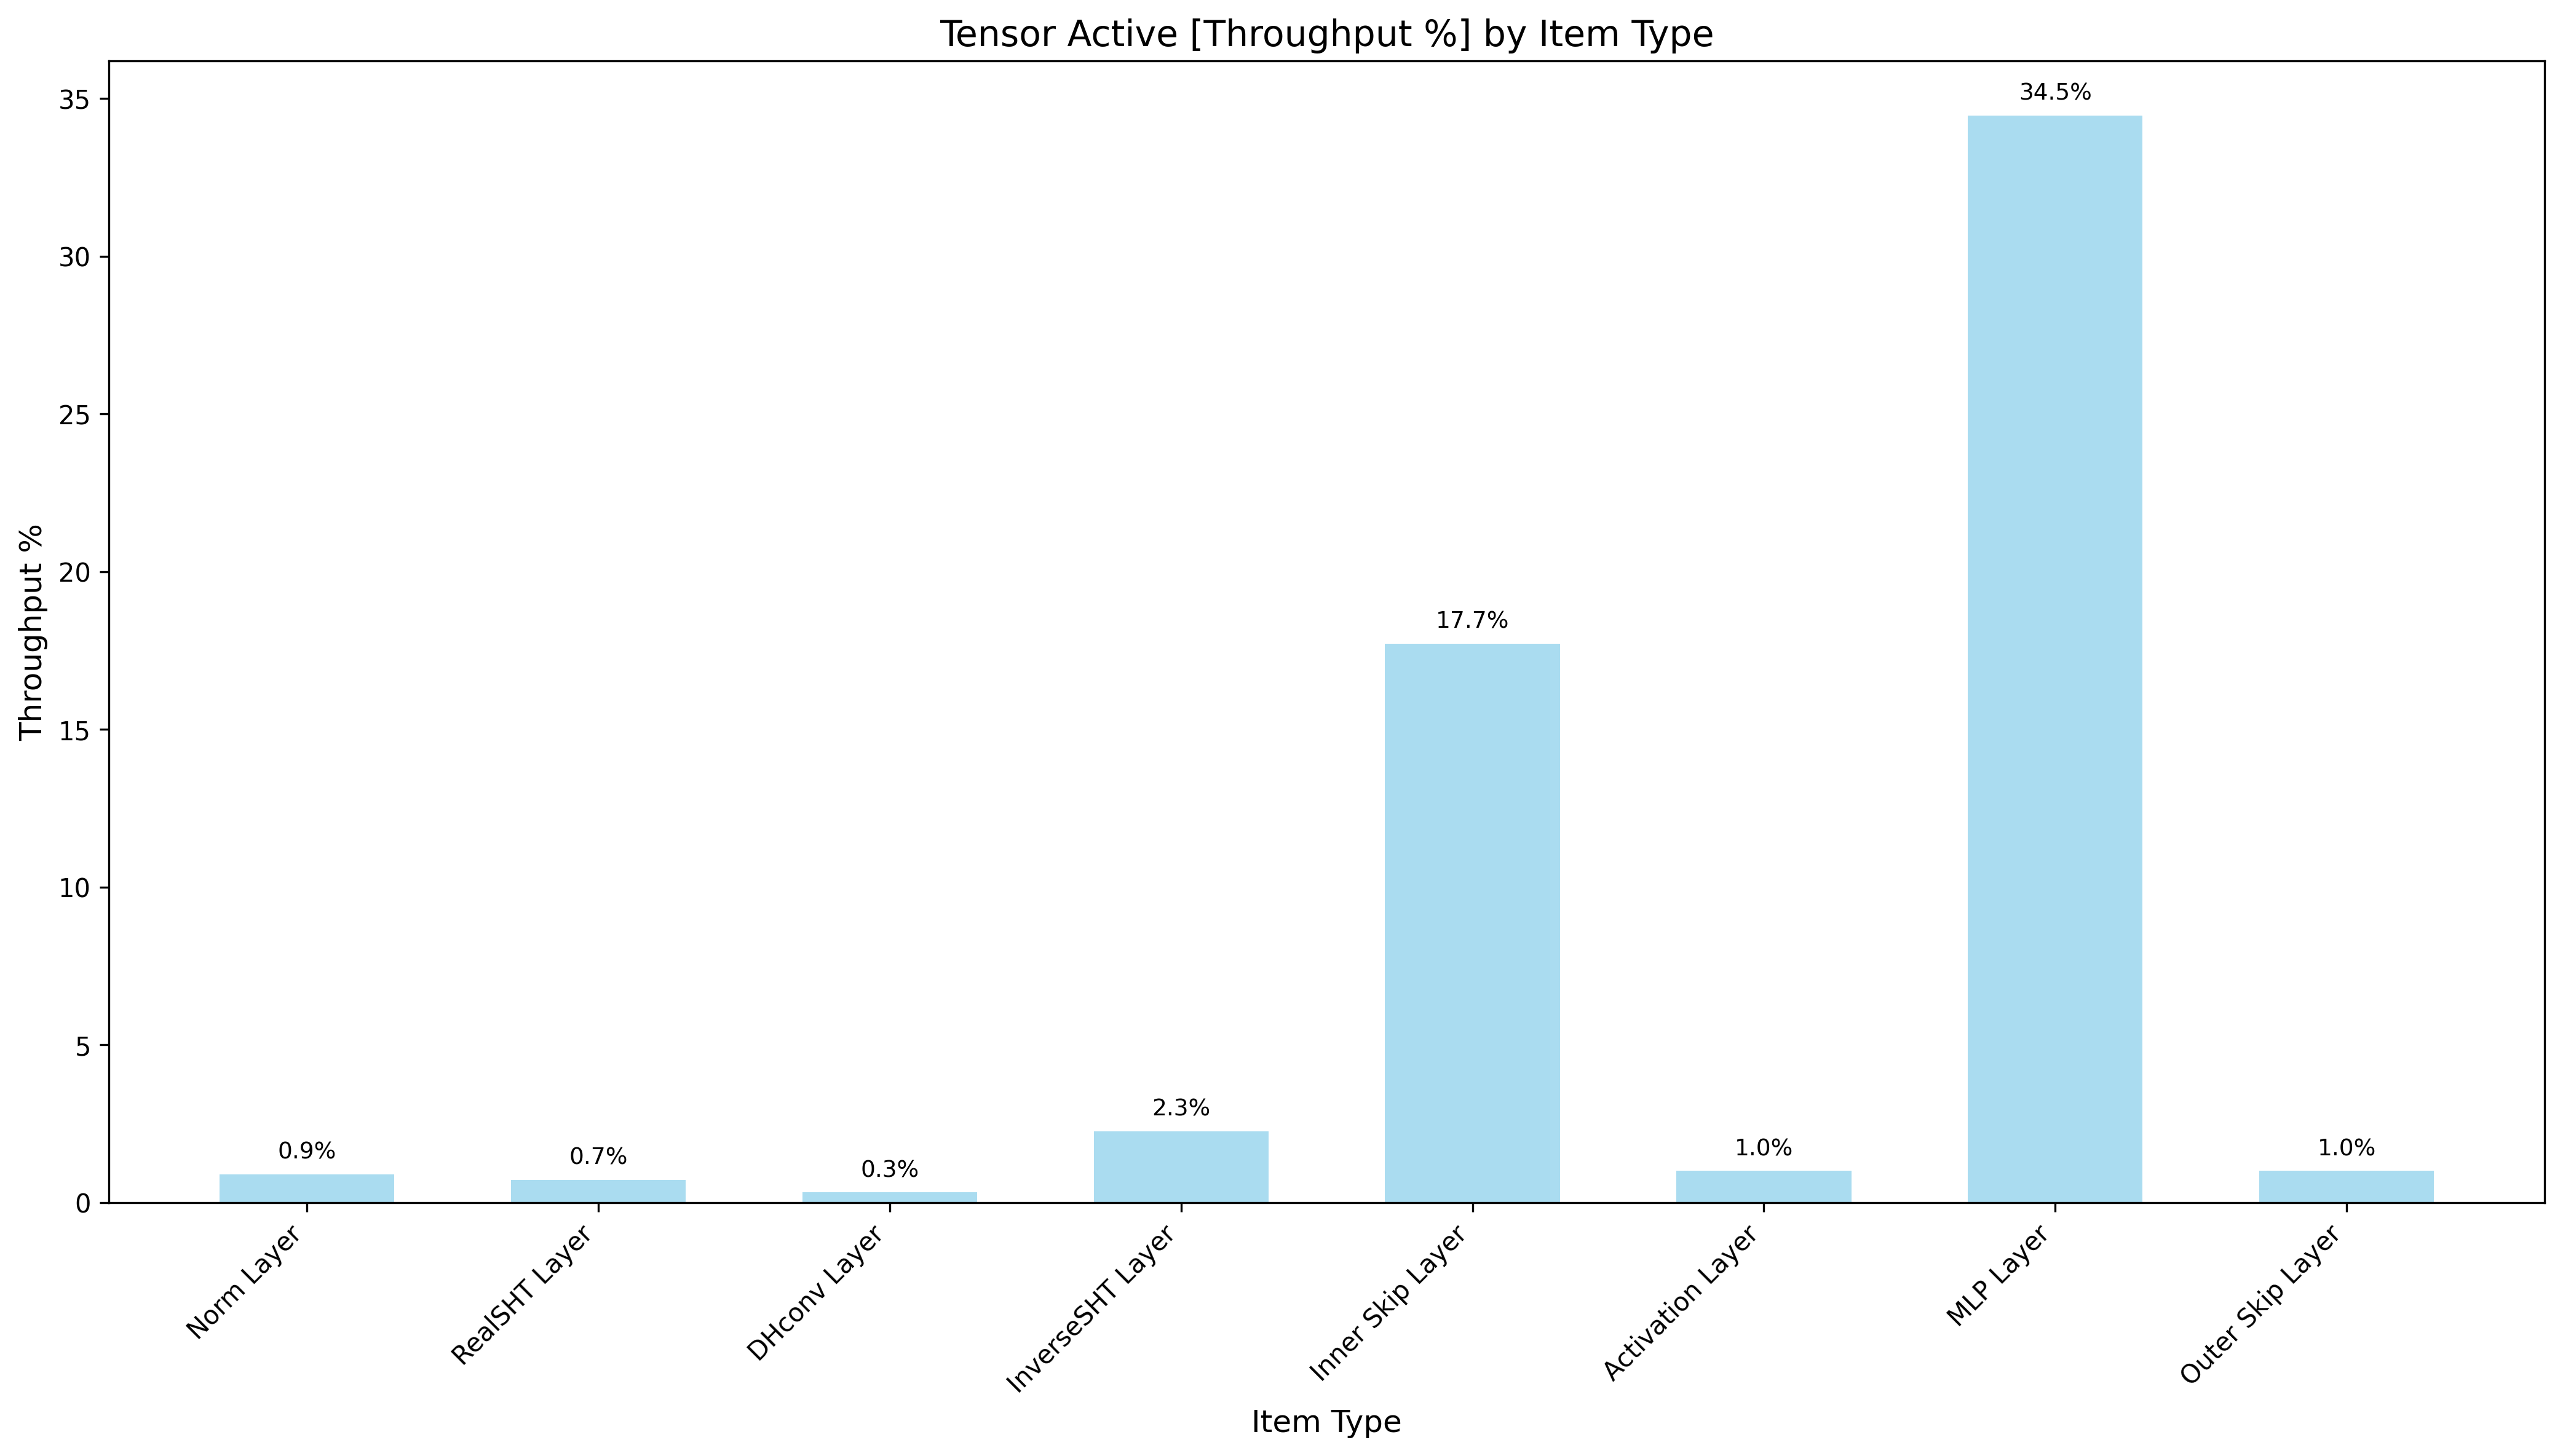 Tensor Active [Throughput %] by Item Type
Throughput %
35
30
25
20
15
10
5
0
0.9%
0.7%
0.3%
2.3%
17.7%
1.0%
34.5%
1.0%
Norm Layer
RealSHT Layer
DHconv Layer
InverseSHT Layer
Inner Skip Layer
Activation Layer
MLP Layer
Outer Skip Layer
Item Type